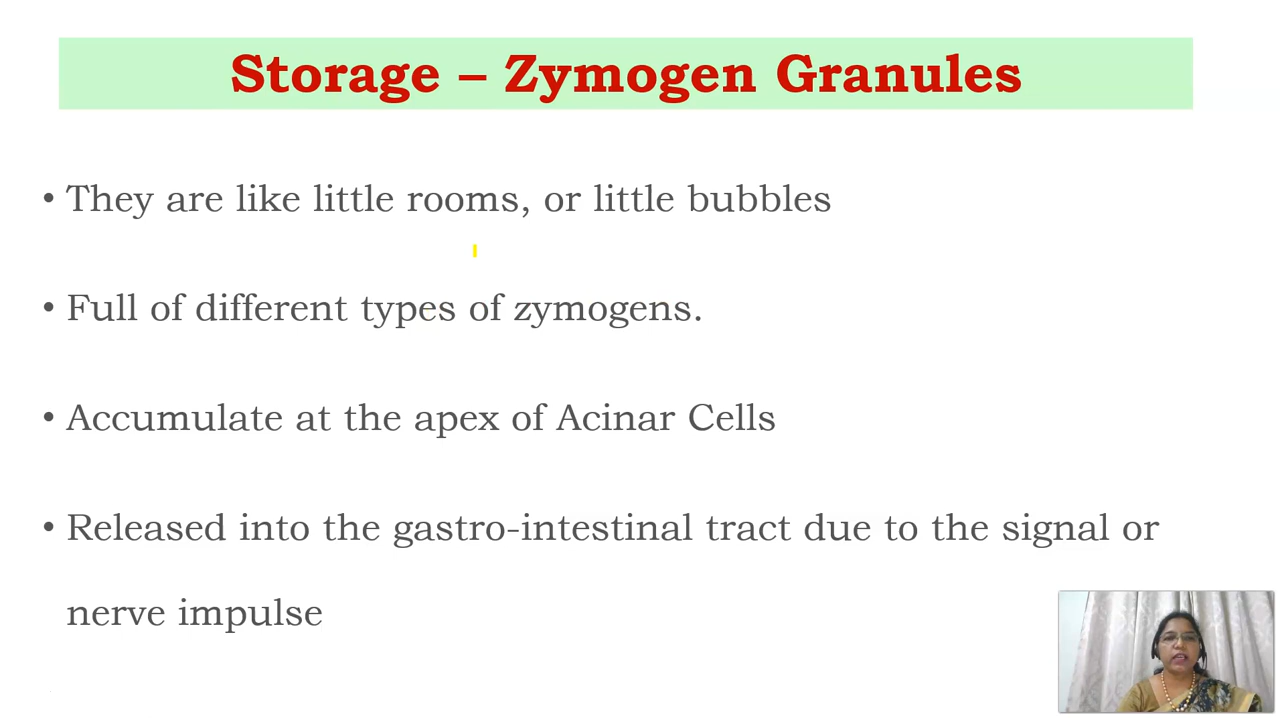 Storage – Zymogen Granules
• They are like little rooms, or little bubbles
• Full of different types of zymogens.
• Accumulate at the apex of Acinar Cells
• Released into the gastro-intestinal tract due to the signal or
nerve impulse